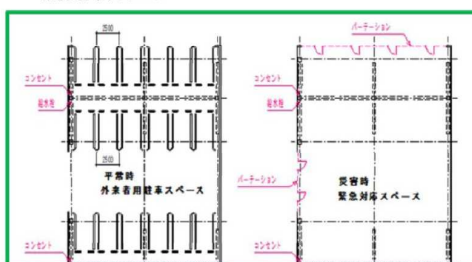 パーテーション
2500
コンセント
給水栓
コンセント
給水栓
2500
パーテーション
平常時
外来者用駐車スペース
災害時
緊急対応スペース
コンセント
コンセント